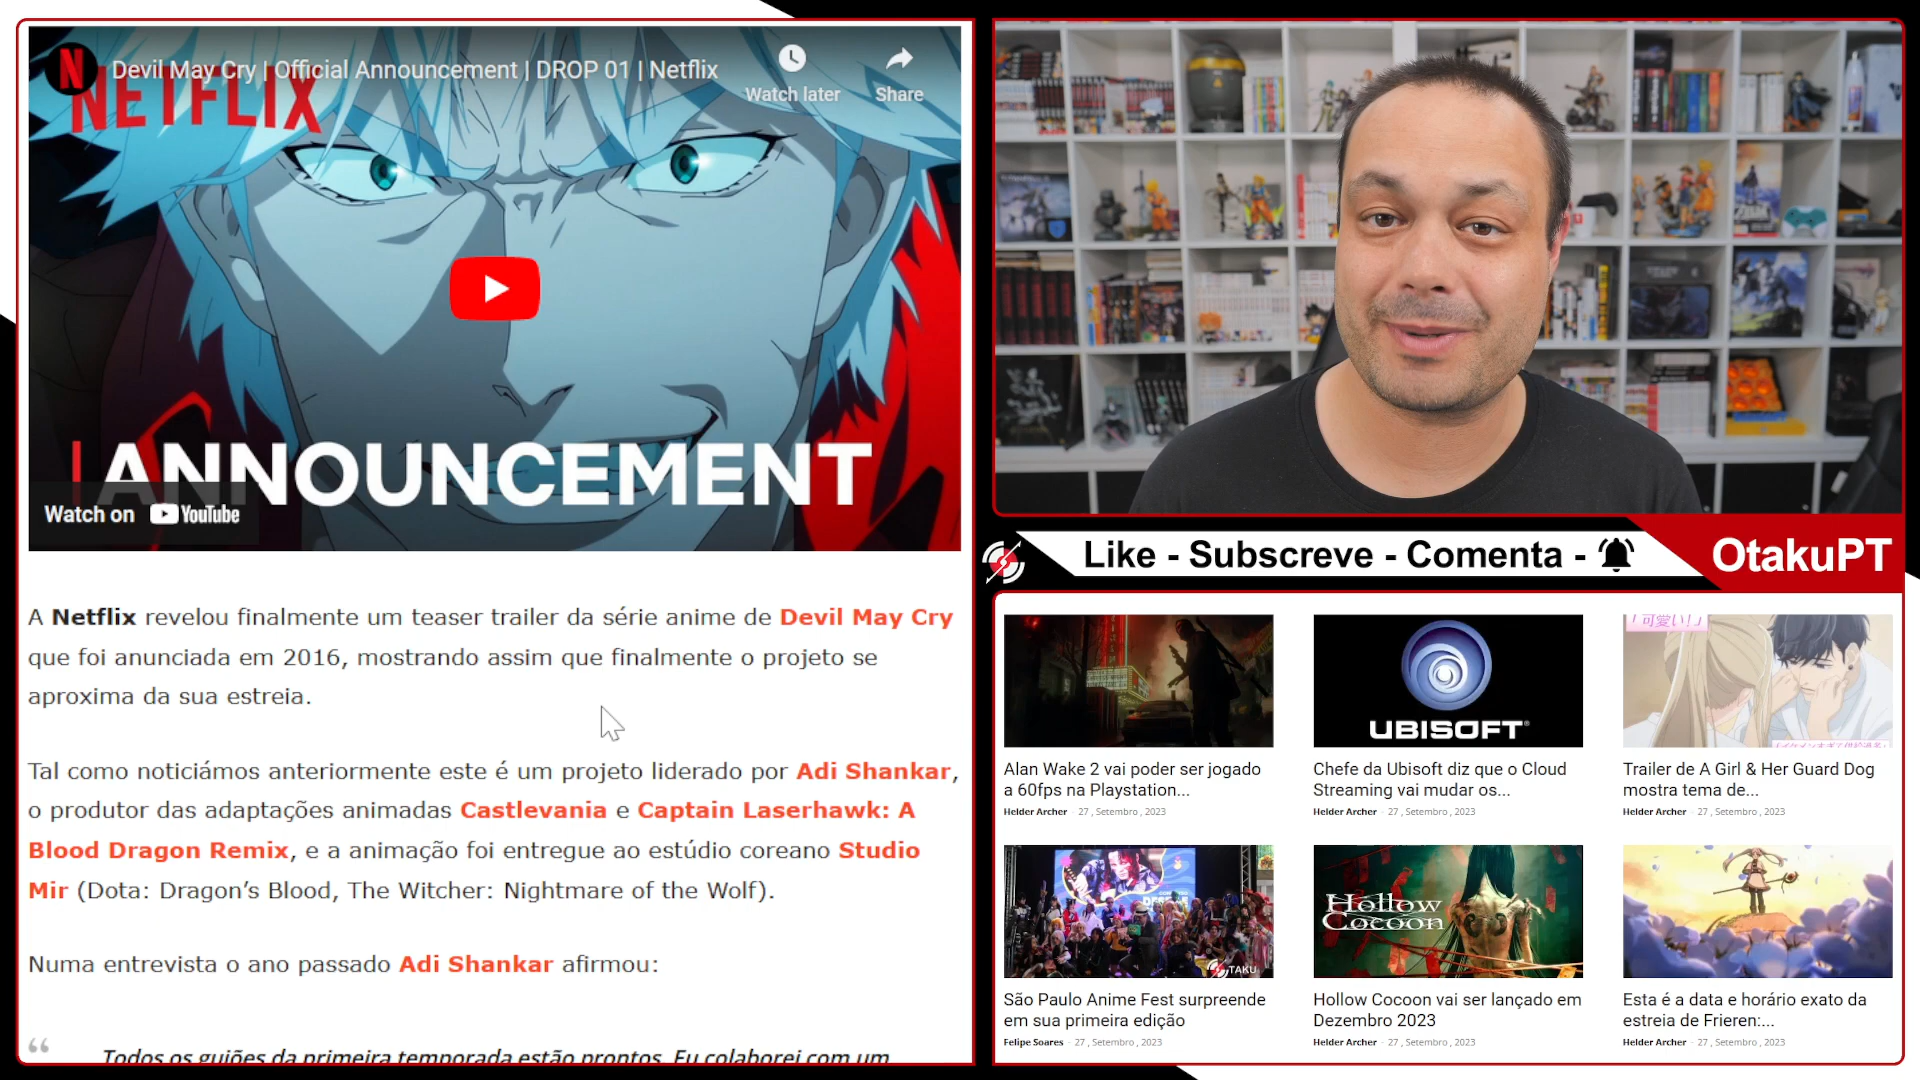 Devil May Cry | Official Announcement | DROP 01 | Netflix
Watch later
Share
N
NETFLIX
ANNOUNCEMENT
Watch on YouTube
A Netflix revelou finalmente um teaser trailer da série anime de Devil May Cry
que foi anunciada em 2016, mostrando assim que finalmente o projeto se
aproxima da sua estreia.
Tal como noticiámos anteriormente este é um projeto liderado por Adi Shankar,
o produtor das adaptações animadas Castlevania e Captain Laserhawk: A
Blood Dragon Remix, e a animação foi entregue ao estúdio coreano Studio
Mir (Dota: Dragon’s Blood, The Witcher: Nightmare of the Wolf).
Numa entrevista o ano passado Adi Shankar afirmou:
“
Todos os guiões da primeira temporada estão prontos. Eu colaborei com um
Like - Subscreve - Comenta -
OtakuPT
UBISOFT
「可愛い!」
Alan Wake 2 vai poder ser jogado
a 60fps na Playstation...
Helder Archer - 27 , Setembro , 2023
Chefe da Ubisoft diz que o Cloud
Streaming vai mudar os...
Helder Archer - 27 , Setembro , 2023
Trailer de A Girl & Her Guard Dog
mostra tema de...
Helder Archer - 27 , Setembro , 2023
TAKU
Hollow
Cocoon
São Paulo Anime Fest surpreende
em sua primeira edição
Felipe Soares - 27 , Setembro , 2023
Hollow Cocoon vai ser lançado em
Dezembro 2023
Helder Archer - 27 , Setembro , 2023
Esta é a data e horário exato da
estreia de Frieren:...
Helder Archer - 27 , Setembro , 2023